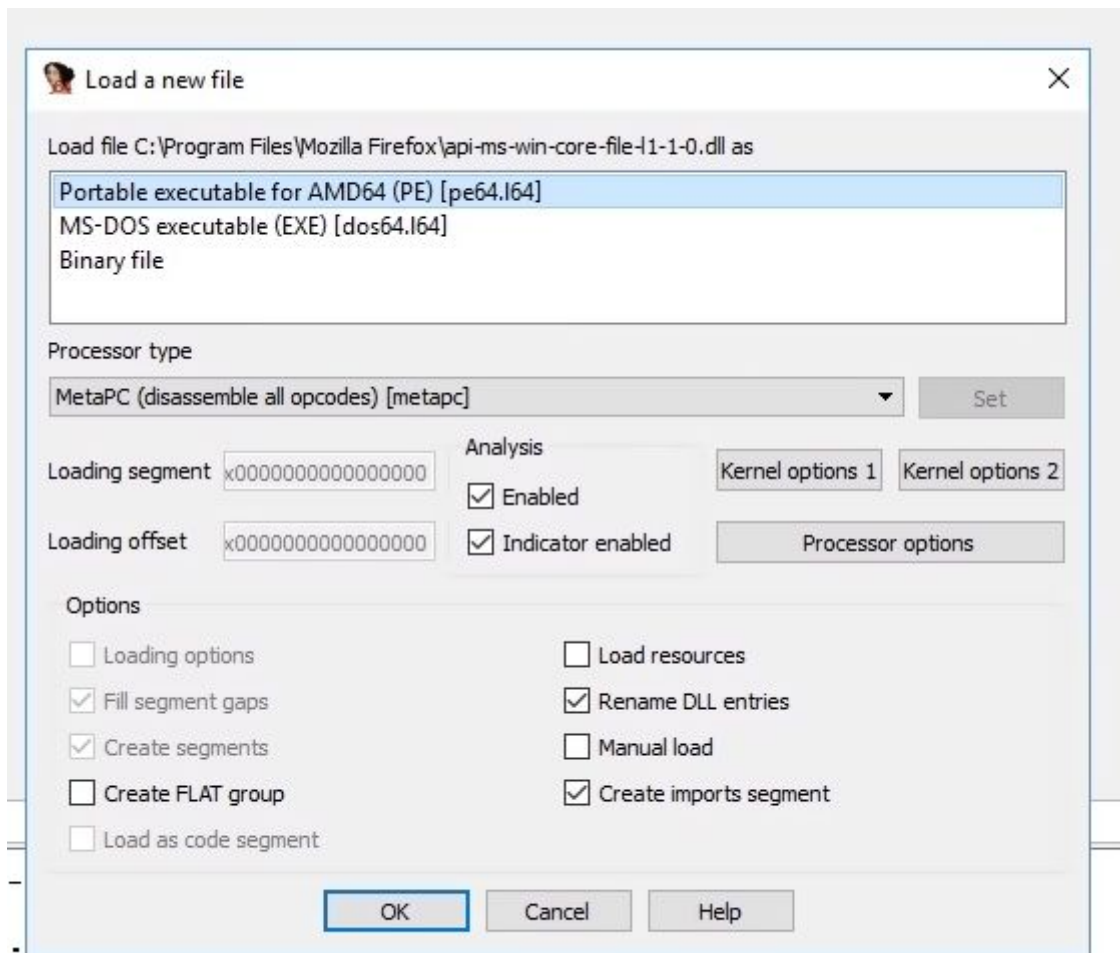 Load a new file
Load file C:\Program Files\Mozilla Firefox\api-ms-win-core-file-l1-1-0.dll as
Portable executable for AMD64 (PE) [pe64.l64]
MS-DOS executable (EXE) [dos64.l64]
Binary file
Processor type
MetaPC (disassemble all opcodes) [metapc]
Set
Analysis
Loading segment x0000000000000000
Enabled
Kernel options 1 Kernel options 2
Loading offset x0000000000000000
Indicator enabled
Processor options
Options
Loading options
Load resources
Fill segment gaps
Rename DLL entries
Create segments
Manual load
Create FLAT group
Create imports segment
Load as code segment
OK Cancel Help